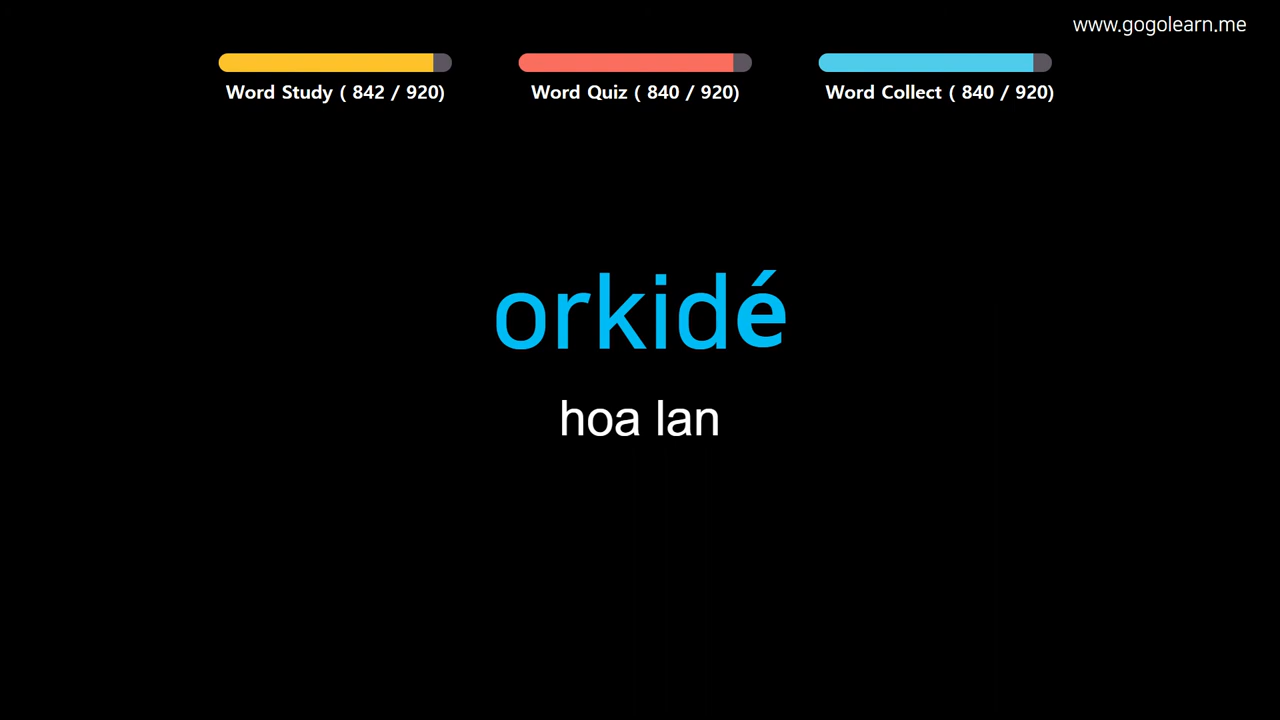 www.gogolearn.me
Word Study ( 842 / 920)
Word Quiz ( 840 / 920)
Word Collect ( 840 / 920)
orkidé
hoa lan